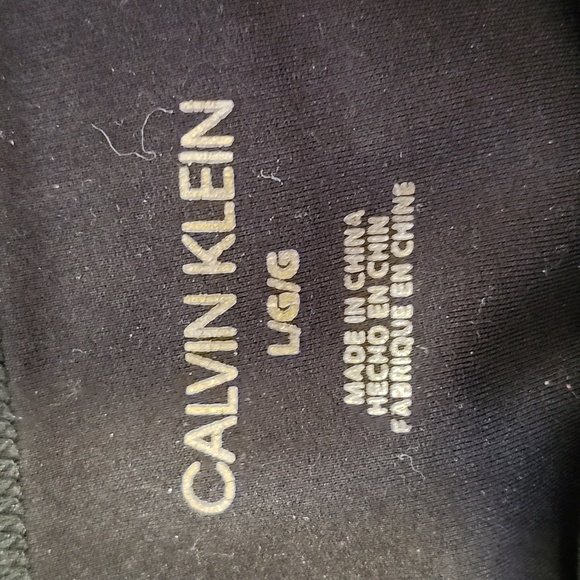 CALVIN KLEIN
L/G/G
MADE IN CHINA
HECHO EN CHIN
FABRIQUE EN CHINE